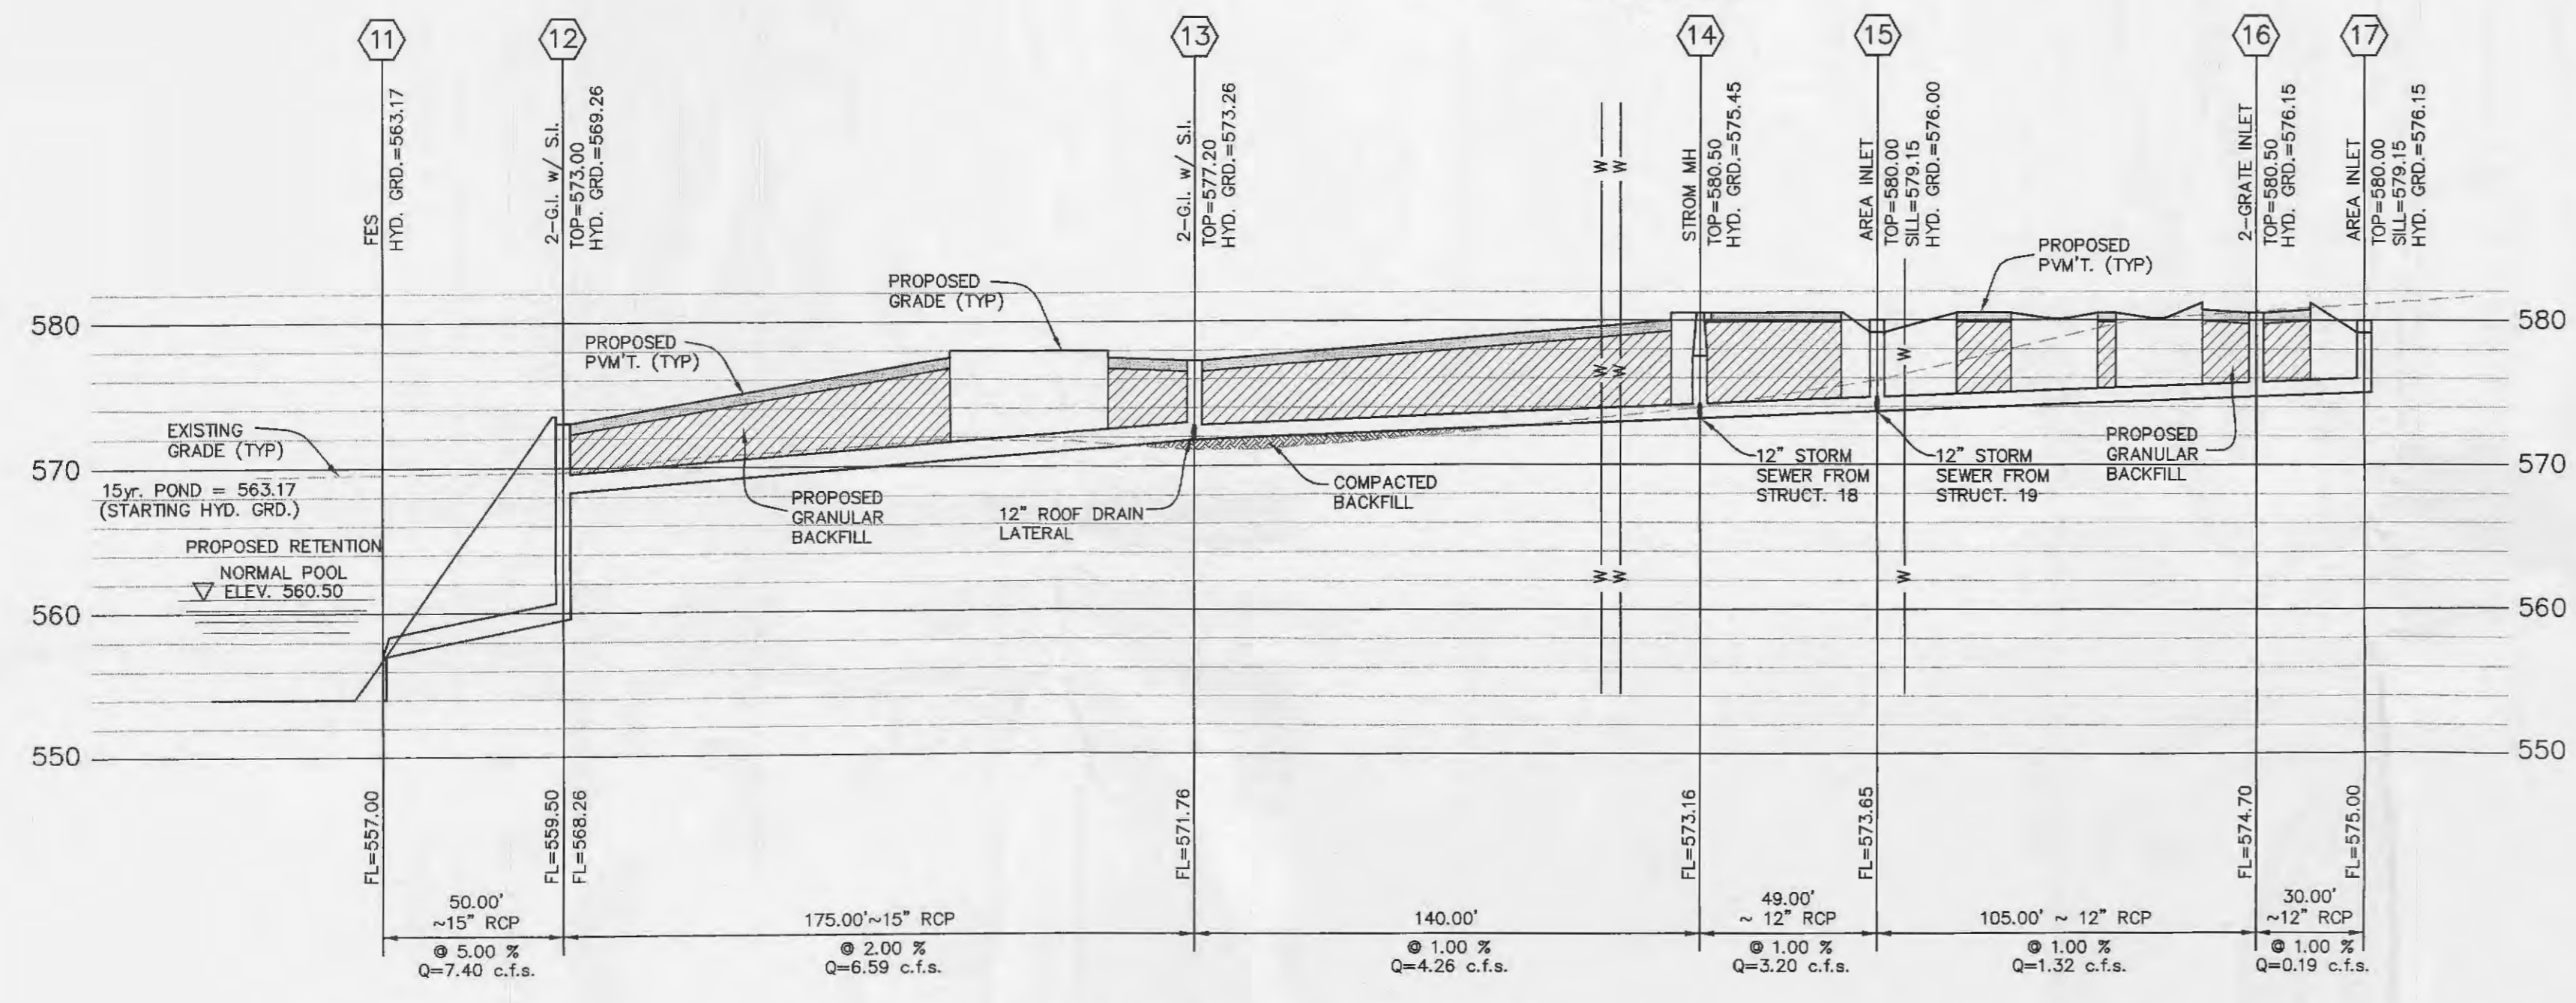 11
12
13
14
15
16
17
FES
HYD. GRD.=563.17
2-G.I. w/ S.I.
TOP=573.00
HYD. GRD.=569.26
2-G.I. w/ S.I.
TOP=577.20
HYD. GRD.=573.26
STROM MH
TOP=580.50
HYD. GRD.=575.45
AREA INLET
TOP=580.00
SILL=579.15
HYD. GRD.=576.00
2-GRATE INLET
TOP=580.50
HYD. GRD.=576.15
AREA INLET
TOP=580.00
SILL=579.15
HYD. GRD.=576.15
W W
W W
W W
W
W
PROPOSED
GRADE (TYP)
PROPOSED
PVM'T. (TYP)
PROPOSED
PVM'T. (TYP)
580
580
570
570
560
560
550
550
EXISTING
GRADE (TYP)
15yr. POND = 563.17
(STARTING HYD. GRD.)
PROPOSED RETENTION
NORMAL POOL
ELEV. 560.50
PROPOSED
GRANULAR
BACKFILL
12" ROOF DRAIN
LATERAL
COMPACTED
BACKFILL
12" STORM
SEWER FROM
STRUCT. 18
12" STORM
SEWER FROM
STRUCT. 19
PROPOSED
GRANULAR
BACKFILL
FL=557.00
FL=559.50
FL=568.26
FL=571.76
FL=573.16
FL=573.65
FL=574.70
FL=575.00
50.00'
~15" RCP
@ 5.00 %
Q=7.40 c.f.s.
175.00'~15" RCP
@ 2.00 %
Q=6.59 c.f.s.
140.00'
@ 1.00 %
Q=4.26 c.f.s.
49.00'
~ 12" RCP
@ 1.00 %
Q=3.20 c.f.s.
105.00' ~ 12" RCP
@ 1.00 %
Q=1.32 c.f.s.
30.00'
~12" RCP
@ 1.00 %
Q=0.19 c.f.s.